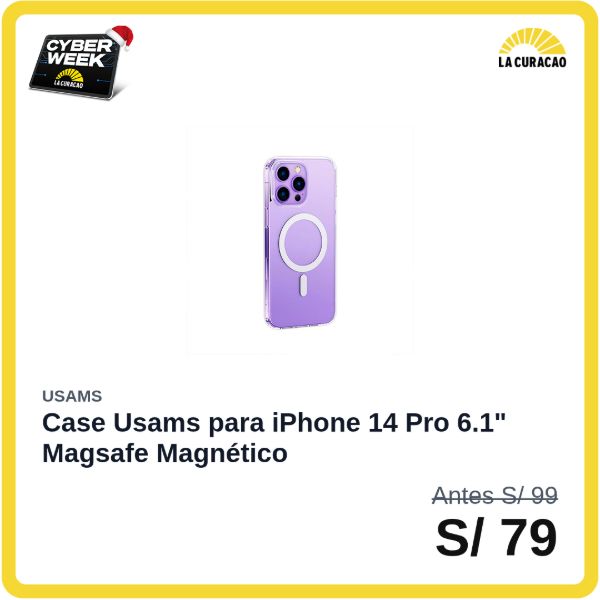 CYBER
WEEK
LA CURACAO
LA CURACAO
USAMS
Case Usams para iPhone 14 Pro 6.1"
Magsafe Magnético
Antes S/ 99
S/ 79